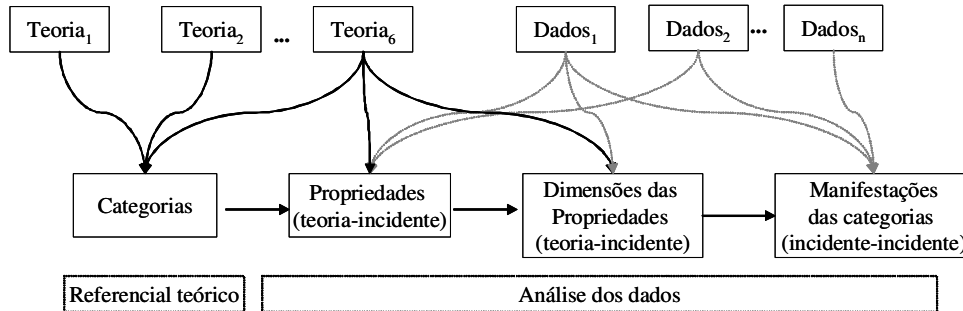 Teoria1 Teoria2 ... Teoria6 Dados1 Dados2 ... Dadosn
Categorias
Propriedades
(teoria-incidente)
Dimensões das
Propriedades
(teoria-incidente)
Manifestações
das categorias
(incidente-incidente)
Referencial teórico
Análise dos dados